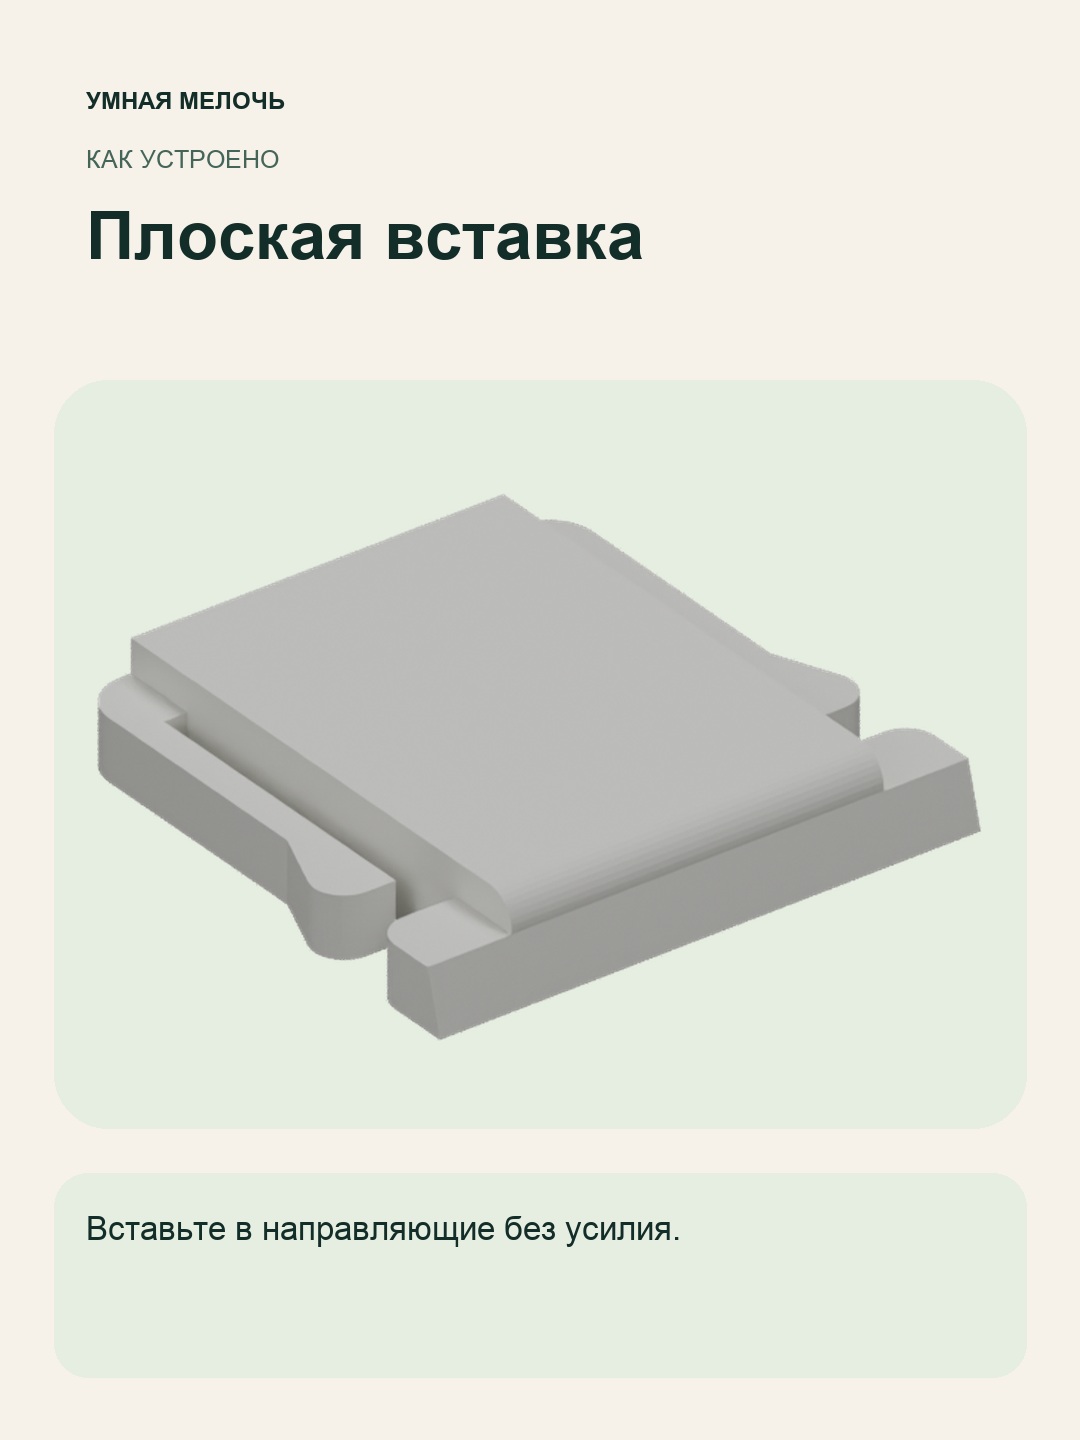 УМНАЯ МЕЛОЧЬ
КАК УСТРОЕНО
Плоская вставка
Вставьте в направляющие без усилия.